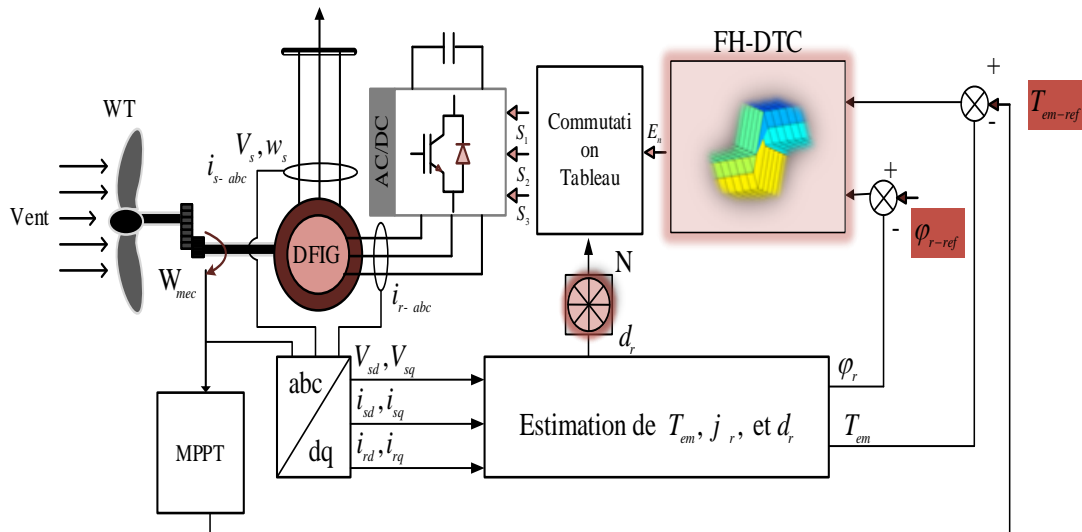 FH-DTC
WT
Vent
W_mec
V_s, w_s
i_s- abc
DFIG
AC/DC
i_r- abc
S_1
S_2
S_3
Commutati
on
Tableau
E_n
+
-
T_em-ref
+
-
φ_r-ref
N
d_r
abc
dq
V_sd, V_sq
i_sd, i_sq
i_rd, i_rq
Estimation de T_em, j_r, et d_r
φ_r
T_em
MPPT